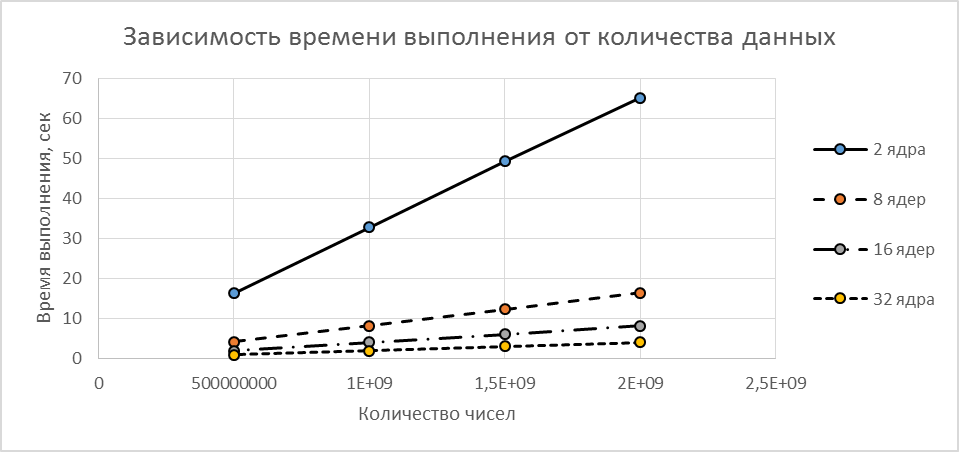 Зависимость времени выполнения от количества данных
Время выполнения, сек
70
60
50
40
30
20
10
0
0
500000000
1E+09
1,5E+09
2E+09
2,5E+09
Количество чисел
2 ядра
8 ядер
16 ядер
32 ядра